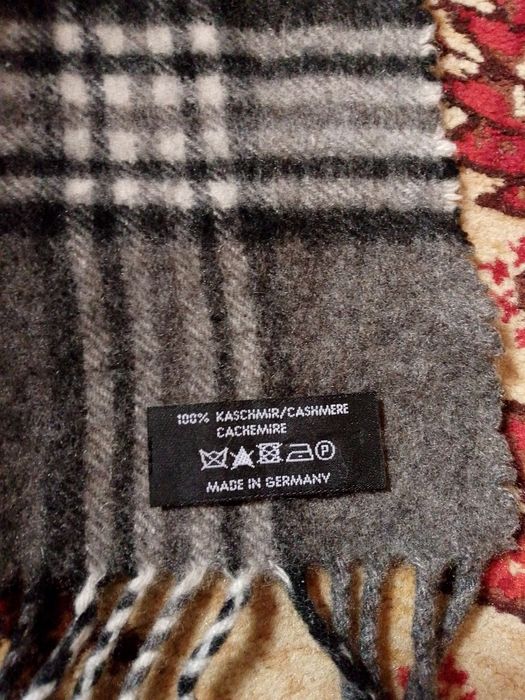 100% KASCHMIR/CASHMERE
CACHEMIRE
P
MADE IN GERMANY